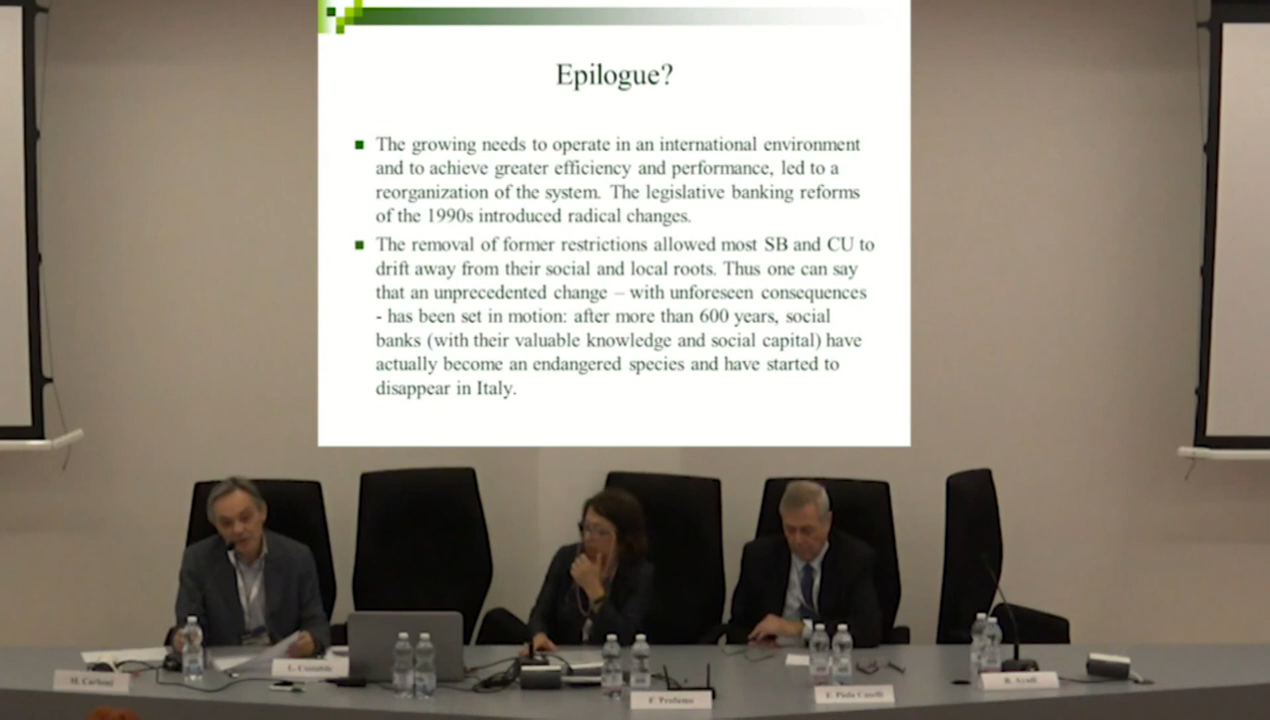 Epilogue?
The growing needs to operate in an international environment
and to achieve greater efficiency and performance, led to a
reorganization of the system. The legislative banking reforms
of the 1990s introduced radical changes.
The removal of former restrictions allowed most SB and CU to
drift away from their social and local roots. Thus one can say
that an unprecedented change – with unforeseen consequences
- has been set in motion: after more than 600 years, social
banks (with their valuable knowledge and social capital) have
actually become an endangered species and have started to
disappear in Italy.
M. Carboni
F. Piola Caselli
R. Ayadi